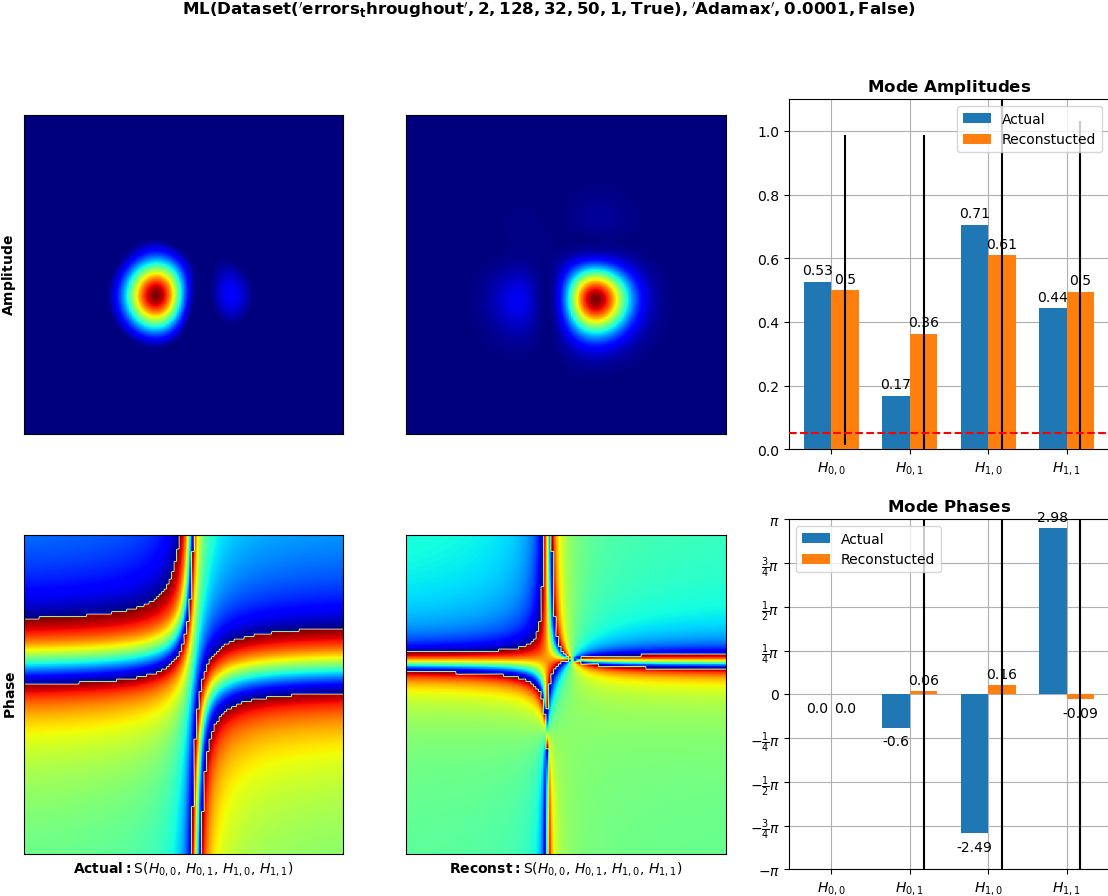 ML(Dataset('errors_throughout', 2, 128, 32, 50, 1, True), 'Adamax', 0.0001, False)
Mode Amplitudes
Amplitude
Actual
Reconstucted
1.0
0.8
0.6
0.4
0.2
0.0
0.53
0.5
0.17
0.36
0.71
0.61
0.44
0.5
H0,0
H0,1
H1,0
H1,1
Mode Phases
Phase
Actual
Reconstucted
π
3/4π
1/2π
1/4π
0
−1/4π
−1/2π
−3/4π
−π
0.0
0.0
-0.6
0.06
-2.49
0.16
2.98
-0.09
H0,0
H0,1
H1,0
H1,1
Actual: S(H0,0, H0,1, H1,0, H1,1)
Reconst: S(H0,0, H0,1, H1,0, H1,1)